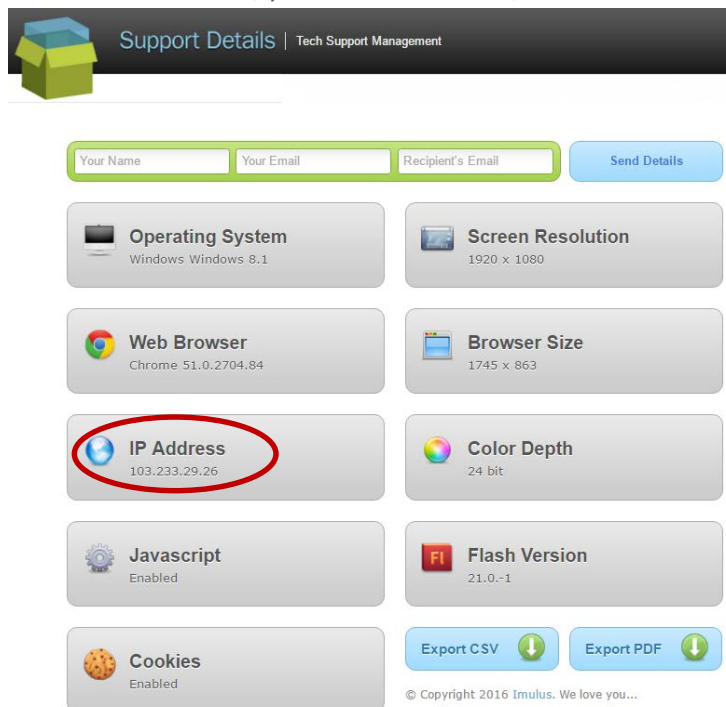 Support Details | Tech Support Management
Your Name
Your Email
Recipient's Email
Send Details
Operating System
Windows Windows 8.1
Screen Resolution
1920 x 1080
Web Browser
Chrome 51.0.2704.84
Browser Size
1745 x 863
IP Address
103.233.29.26
Color Depth
24 bit
Javascript
Enabled
Fl
Flash Version
21.0.-1
Cookies
Enabled
Export CSV
Export PDF
© Copyright 2016 Imulus. We love you...